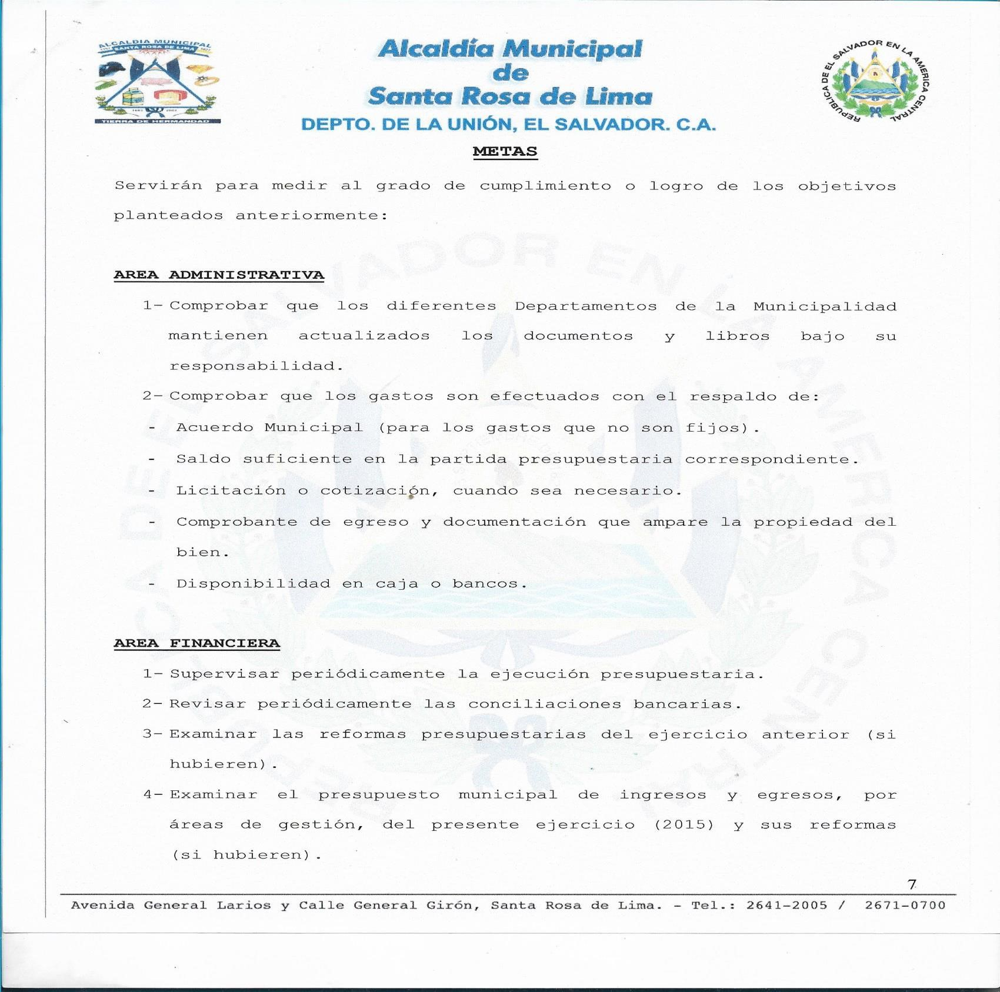 ALCALDIA MUNICIPAL
SANTA ROSA DE LIMA
TIERRA DE HERMANDAD
Alcaldía Municipal
de
Santa Rosa de Lima
DEPTO. DE LA UNIÓN, EL SALVADOR. C.A.
REPUBLICA DE EL SALVADOR EN LA AMERICA CENTRAL
METAS
Servirán para medir al grado de cumplimiento o logro de los objetivos
planteados anteriormente:
AREA ADMINISTRATIVA
1- Comprobar que los diferentes Departamentos de la Municipalidad
mantienen actualizados los documentos y libros bajo su
responsabilidad.
2- Comprobar que los gastos son efectuados con el respaldo de:
- Acuerdo Municipal (para los gastos que no son fijos).
- Saldo suficiente en la partida presupuestaria correspondiente.
- Licitación o cotización, cuando sea necesario.
- Comprobante de egreso y documentación que ampare la propiedad del
bien.
- Disponibilidad en caja o bancos.
AREA FINANCIERA
1- Supervisar periódicamente la ejecución presupuestaria.
2- Revisar periódicamente las conciliaciones bancarias.
3- Examinar las reformas presupuestarias del ejercicio anterior (si
hubieren).
4- Examinar el presupuesto municipal de ingresos y egresos, por
áreas de gestión, del presente ejercicio (2015) y sus reformas
(si hubieren).
7
Avenida General Larios y Calle General Girón, Santa Rosa de Lima. - Tel.: 2641-2005 / 2671-0700